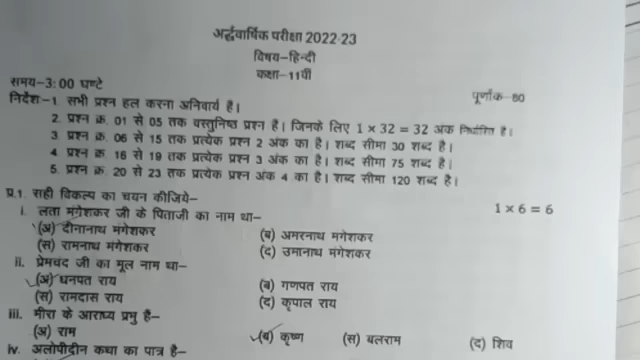 अर्द्धवार्षिक परीक्षा 2022-23
विषय–हिन्दी
कक्षा–11वीं
समय–3:00 घण्टे
पूर्णांक–80
निर्देश–1. सभी प्रश्न हल करना अनिवार्य है।
2. प्रश्न क्र. 01 से 05 तक वस्तुनिष्ठ प्रश्न है। जिनके लिए 1 × 32 = 32 अंक निर्धारित है।
3 प्रश्न क्र. 06 से 15 तक प्रत्येक प्रश्न 2 अंक का है। शब्द सीमा 30 शब्द है।
4 प्रश्न क्र. 16 से 19 तक प्रत्येक प्रश्न 3 अंक का है। शब्द सीमा 75 शब्द है।
5. प्रश्न क्र. 20 से 23 तक प्रत्येक प्रश्न अंक 4 का है। शब्द सीमा 120 शब्द है।
प्र.1. सही विकल्प का चयन कीजिये– 1 × 6 = 6
i. लता मंगेशकर जी के पिताजी का नाम था–
(अ) दीनानाथ मंगेशकर (ब) अमरनाथ मंगेशकर
(स) रामनाथ मंगेशकर (द) उमानाथ मंगेशकर
ii. प्रेमचंद जी का मूल नाम था–
(अ) धनपत राय (ब) गणपत राय
(स) रामदास राय (द) कृपाल राय
iii. मीरा के आराध्य प्रभु है–
(अ) राम (ब) कृष्ण (स) बलराम (द) शिव
iv. अलोपीदीन कथा का पात्र है–